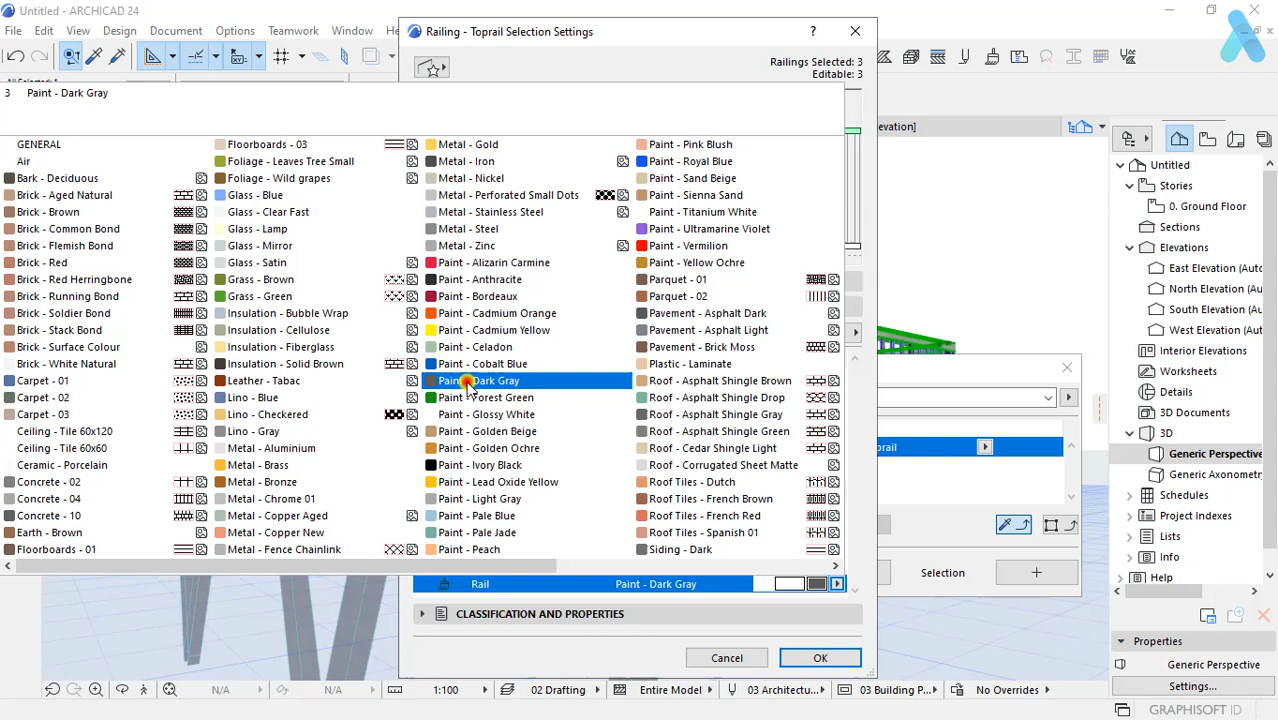 Untitled - ARCHICAD 24
File Edit View Design Options Teamwork Window
Railing - Toprail Selection Settings
?
Railings Selected: 3
Editable: 3
3 Paint - Dark Gray
GENERAL
Air
Bark - Deciduous
Brick - Aged Natural
Brick - Brown
Brick - Common Bond
Brick - Flemish Bond
Brick - Red
Brick - Red Herringbone
Brick - Running Bond
Brick - Soldier Bond
Brick - Stack Bond
Brick - Surface Colour
Brick - White Natural
Carpet - 01
Carpet - 02
Carpet - 03
Ceiling - Tile 60x120
Ceiling - Tile 60x60
Ceramic - Porcelain
Concrete - 02
Concrete - 04
Concrete - 10
Earth - Brown
Floorboards - 01
Floorboards - 03
Foliage - Leaves Tree Small
Foliage - Wild grapes
Glass - Blue
Glass - Clear Fast
Glass - Lamp
Glass - Mirror
Glass - Satin
Grass - Brown
Grass - Green
Insulation - Bubble Wrap
Insulation - Cellulose
Insulation - Fiberglass
Insulation - Solid Brown
Leather - Tabac
Lino - Blue
Lino - Checkered
Lino - Gray
Metal - Aluminium
Metal - Brass
Metal - Bronze
Metal - Chrome 01
Metal - Copper Aged
Metal - Copper New
Metal - Fence Chainlink
Metal - Gold
Metal - Iron
Metal - Nickel
Metal - Perforated Small Dots
Metal - Stainless Steel
Metal - Steel
Metal - Zinc
Paint - Alizarin Carmine
Paint - Anthracite
Paint - Bordeaux
Paint - Cadmium Orange
Paint - Cadmium Yellow
Paint - Celadon
Paint - Cobalt Blue
Paint - Dark Gray
Paint - Forest Green
Paint - Glossy White
Paint - Golden Beige
Paint - Golden Ochre
Paint - Ivory Black
Paint - Lead Oxide Yellow
Paint - Light Gray
Paint - Pale Blue
Paint - Pale Jade
Paint - Peach
Paint - Pink Blush
Paint - Royal Blue
Paint - Sand Beige
Paint - Sienna Sand
Paint - Titanium White
Paint - Ultramarine Violet
Paint - Vermilion
Paint - Yellow Ochre
Parquet - 01
Parquet - 02
Pavement - Asphalt Dark
Pavement - Asphalt Light
Pavement - Brick Moss
Plastic - Laminate
Roof - Asphalt Shingle Brown
Roof - Asphalt Shingle Drop
Roof - Asphalt Shingle Gray
Roof - Asphalt Shingle Green
Roof - Cedar Shingle Light
Roof - Corrugated Sheet Matte
Roof Tiles - Dutch
Roof Tiles - French Brown
Roof Tiles - French Red
Roof Tiles - Spanish 01
Siding - Dark
Rail Paint - Dark Gray
CLASSIFICATION AND PROPERTIES
Cancel OK
evation]
prail
Selection
Untitled
Stories
0. Ground Floor
Sections
Elevations
East Elevation (Auto
North Elevation (Aut
South Elevation (Aut
West Elevation (Auto
Interior Elevations
Worksheets
Details
3D Documents
3D
Generic Perspective
Generic Axonometr
Schedules
Project Indexes
Lists
Info
Help
Properties
Generic Perspective
Settings...
N/A N/A 1:100 02 Drafting Entire Model 03 Architectu... 03 Building P... No Overrides
GRAPHISOFT ID